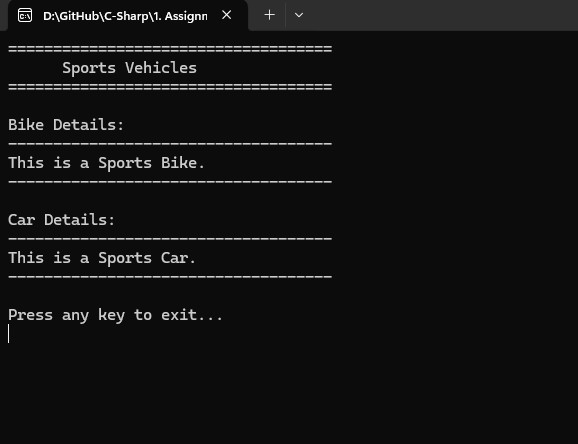 D:\GitHub\C-Sharp\1. Assignn
====================================
      Sports Vehicles
====================================
Bike Details:
------------------------------------
This is a Sports Bike.
------------------------------------
Car Details:
------------------------------------
This is a Sports Car.
------------------------------------
Press any key to exit...